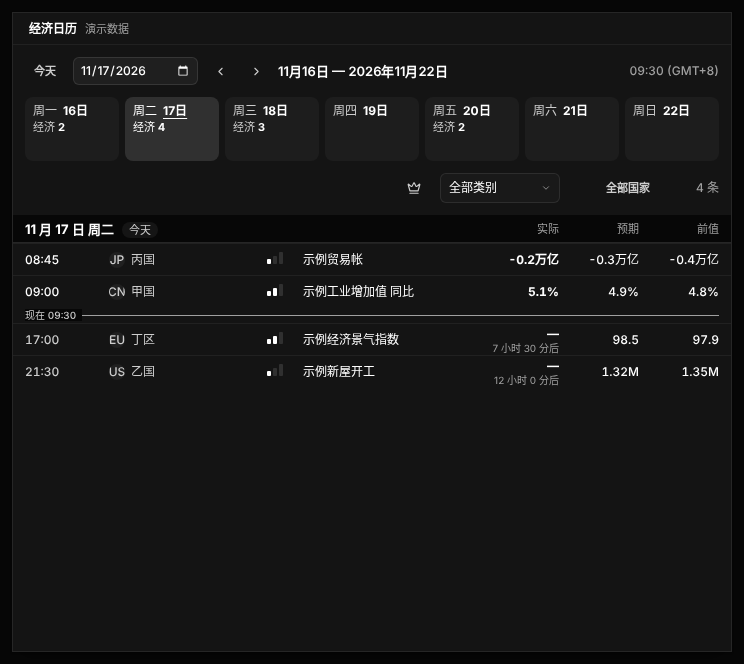 经济日历 演示数据
今天 11/17/2026 11月16日 — 2026年11月22日 09:30 (GMT+8)
周一 16日 周二 17日 周三 18日 周四 19日 周五 20日 周六 21日 周日 22日
经济 2 经济 4 经济 3 经济 2
全部类别 全部国家 4 条
11 月 17 日 周二 今天 实际 预期 前值
08:45 JP 丙国 示例贸易帐 -0.2万亿 -0.3万亿 -0.4万亿
09:00 CN 甲国 示例工业增加值 同比 5.1% 4.9% 4.8%
现在 09:30
17:00 EU 丁区 示例经济景气指数 — 98.5 97.9
7 小时 30 分后
21:30 US 乙国 示例新屋开工 — 1.32M 1.35M
12 小时 0 分后